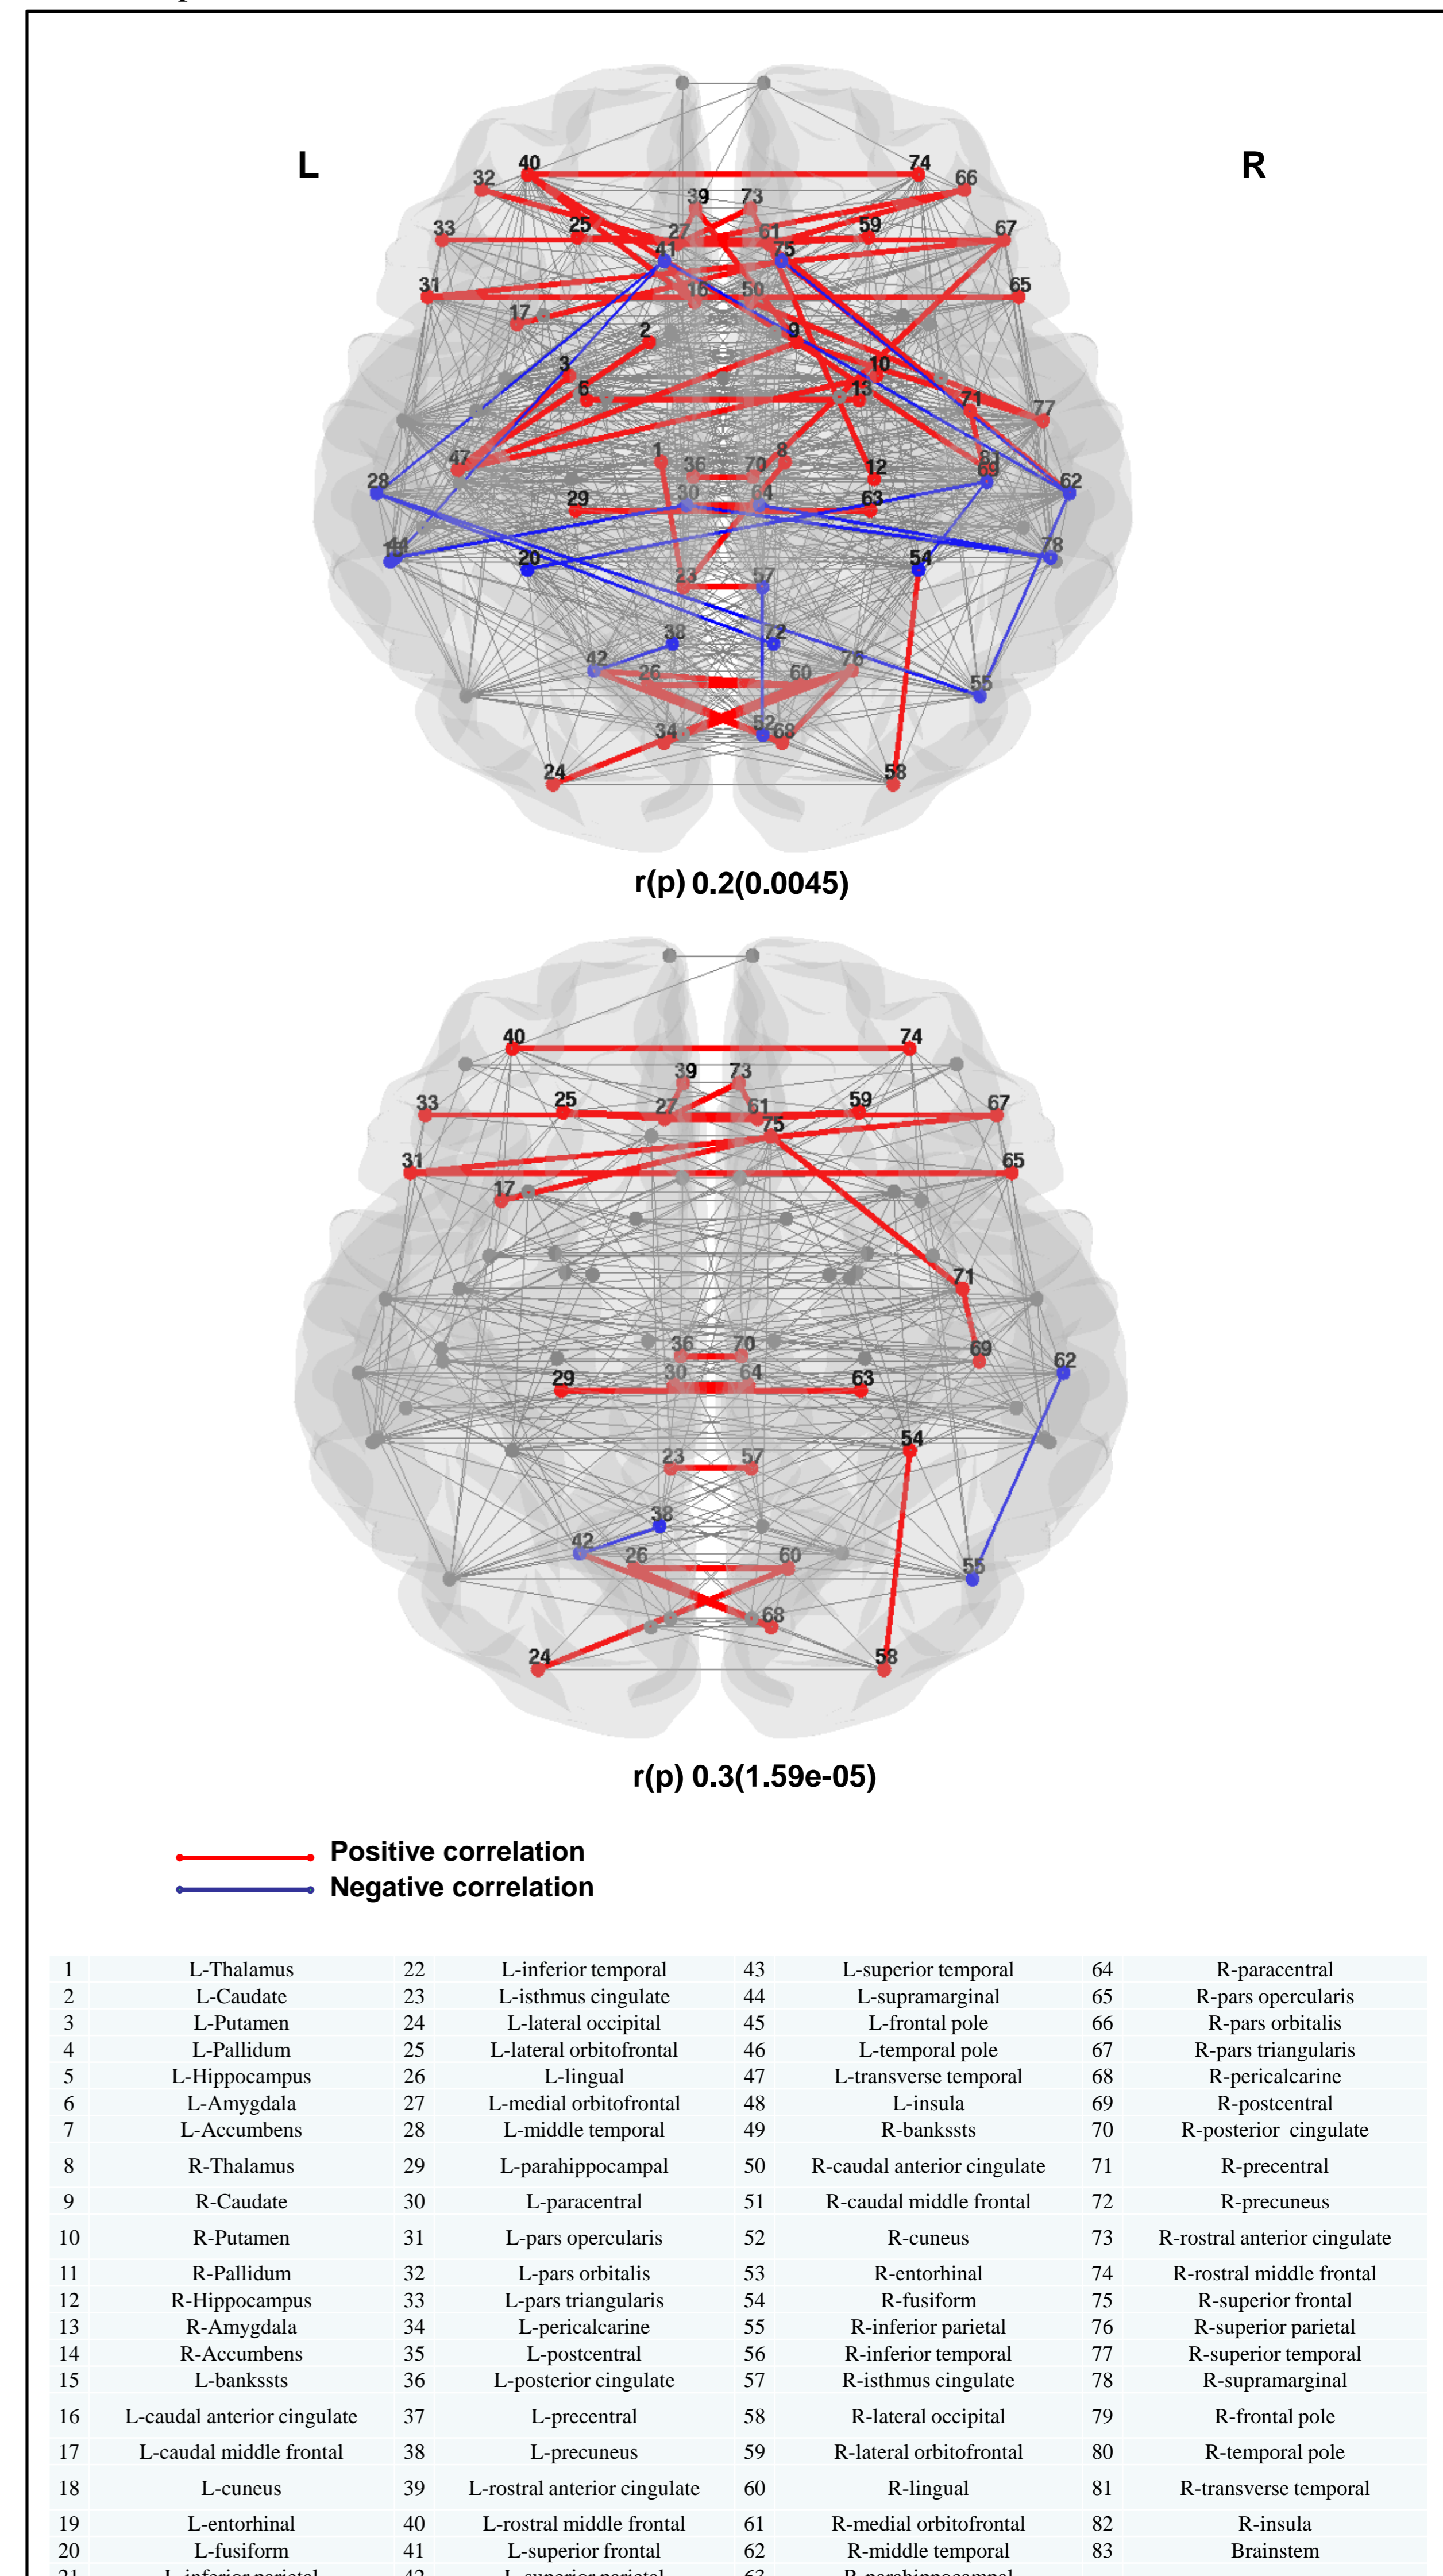 L
R
40 74
32 66
39 73
33 25 27 61 59 67
41 75
31 16 50 65
17
2 9
3 10
6 13
71 77
47 1 36 70 8 12 81
69
28 29 30 64 63 62
44 20 54 78
23 57
38 72
42 26 60 76
55
34 52 68
24 58
r(p) 0.2(0.0045)
40 74
39 73
33 25 27 61 59 67
75
31 65
17
71
36 70 69
29 30 64 63 62
54
23 57
38
42 26 60 55
68
24 58
r(p) 0.3(1.59e-05)
Positive correlation
Negative correlation
1 L-Thalamus 22 L-inferior temporal 43 L-superior temporal 64 R-paracentral
2 L-Caudate 23 L-isthmus cingulate 44 L-supramarginal 65 R-pars opercularis
3 L-Putamen 24 L-lateral occipital 45 L-frontal pole 66 R-pars orbitalis
4 L-Pallidum 25 L-lateral orbitofrontal 46 L-temporal pole 67 R-pars triangularis
5 L-Hippocampus 26 L-lingual 47 L-transverse temporal 68 R-pericalcarine
6 L-Amygdala 27 L-medial orbitofrontal 48 L-insula 69 R-postcentral
7 L-Accumbens 28 L-middle temporal 49 R-bankssts 70 R-posterior cingulate
8 R-Thalamus 29 L-parahippocampal 50 R-caudal anterior cingulate 71 R-precentral
9 R-Caudate 30 L-paracentral 51 R-caudal middle frontal 72 R-precuneus
10 R-Putamen 31 L-pars opercularis 52 R-cuneus 73 R-rostral anterior cingulate
11 R-Pallidum 32 L-pars orbitalis 53 R-entorhinal 74 R-rostral middle frontal
12 R-Hippocampus 33 L-pars triangularis 54 R-fusiform 75 R-superior frontal
13 R-Amygdala 34 L-pericalcarine 55 R-inferior parietal 76 R-superior parietal
14 R-Accumbens 35 L-postcentral 56 R-inferior temporal 77 R-superior temporal
15 L-bankssts 36 L-posterior cingulate 57 R-isthmus cingulate 78 R-supramarginal
16 L-caudal anterior cingulate 37 L-precentral 58 R-lateral occipital 79 R-frontal pole
17 L-caudal middle frontal 38 L-precuneus 59 R-lateral orbitofrontal 80 R-temporal pole
18 L-cuneus 39 L-rostral anterior cingulate 60 R-lingual 81 R-transverse temporal
19 L-entorhinal 40 L-rostral middle frontal 61 R-medial orbitofrontal 82 R-insula
20 L-fusiform 41 L-superior frontal 62 R-middle temporal 83 Brainstem
21 L-inferior parietal 42 L-superior parietal 63 R-parahippocampal